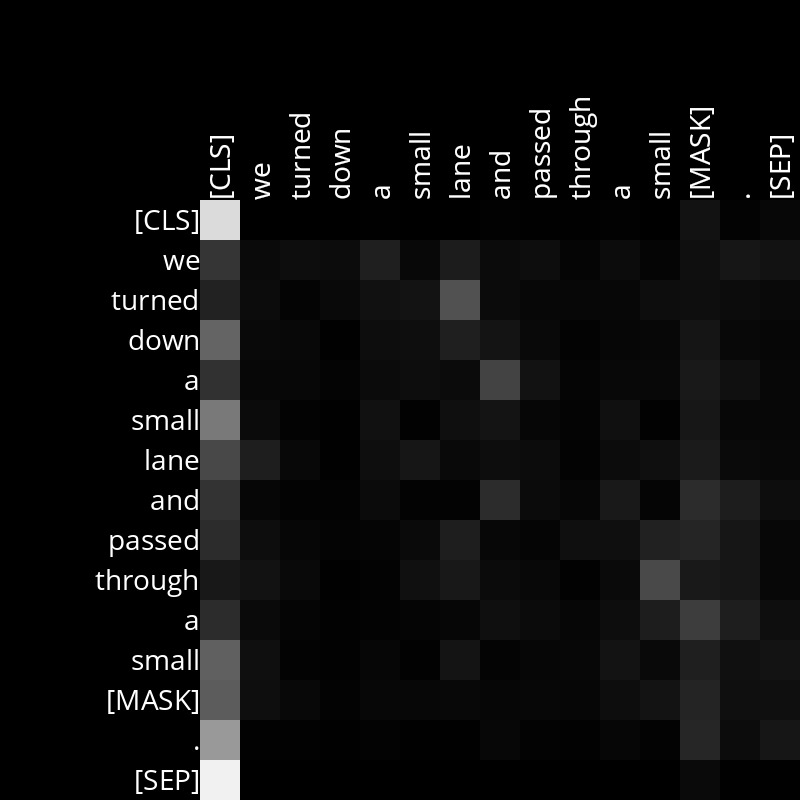 [CLS] we turned down a small lane and passed through a small [MASK] . [SEP]
[CLS]
we
turned
down
a
small
lane
and
passed
through
a
small
[MASK]
.
[SEP]